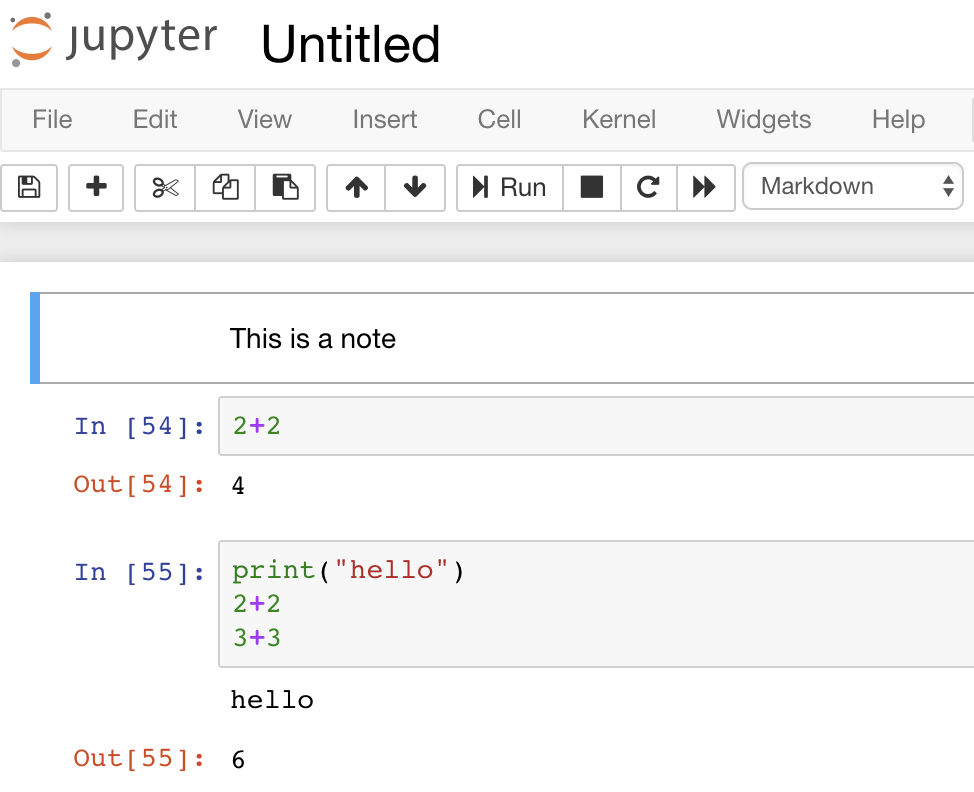 jupyter Untitled
File Edit View Insert Cell Kernel Widgets Help
Run Markdown
This is a note
In [54]: 2+2
Out[54]: 4
In [55]: print("hello")
2+2
3+3
hello
Out[55]: 6